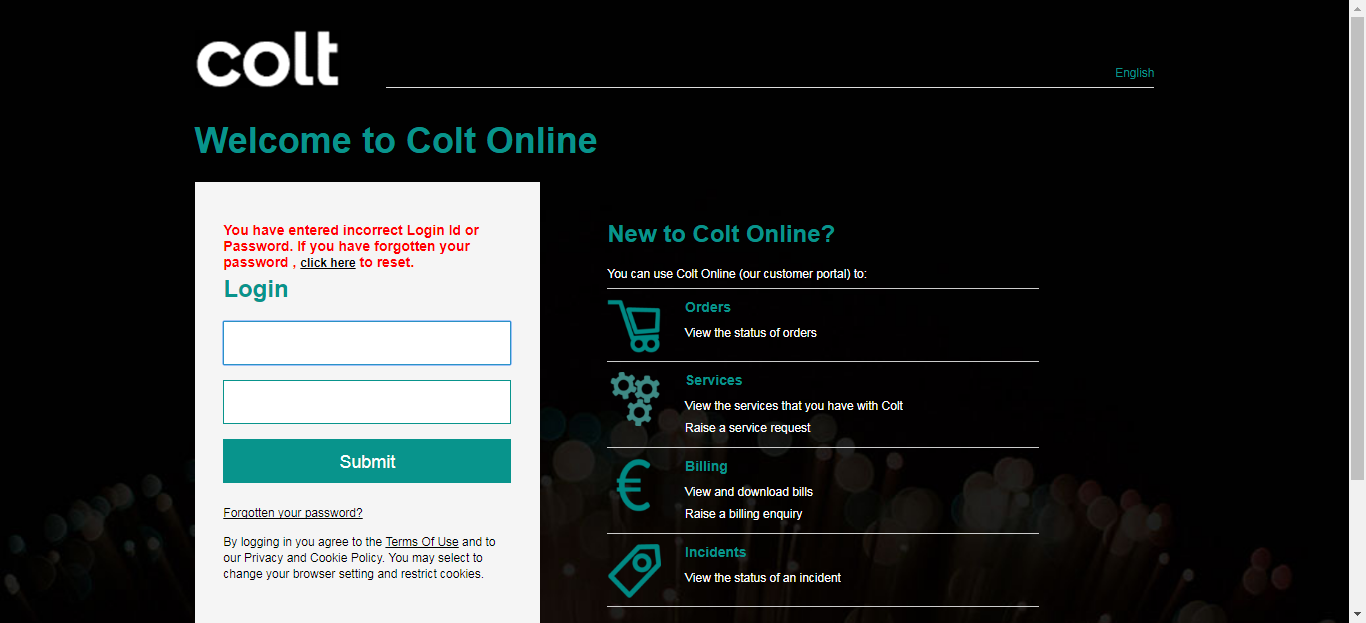 colt
English
Welcome to Colt Online
You have entered incorrect Login Id or
Password. If you have forgotten your
password , click here to reset.
Login
Submit
Forgotten your password?
By logging in you agree to the Terms Of Use and to
our Privacy and Cookie Policy. You may select to
change your browser setting and restrict cookies.
New to Colt Online?
You can use Colt Online (our customer portal) to:
Orders
View the status of orders
Services
View the services that you have with Colt
Raise a service request
€
Billing
View and download bills
Raise a billing enquiry
Incidents
View the status of an incident